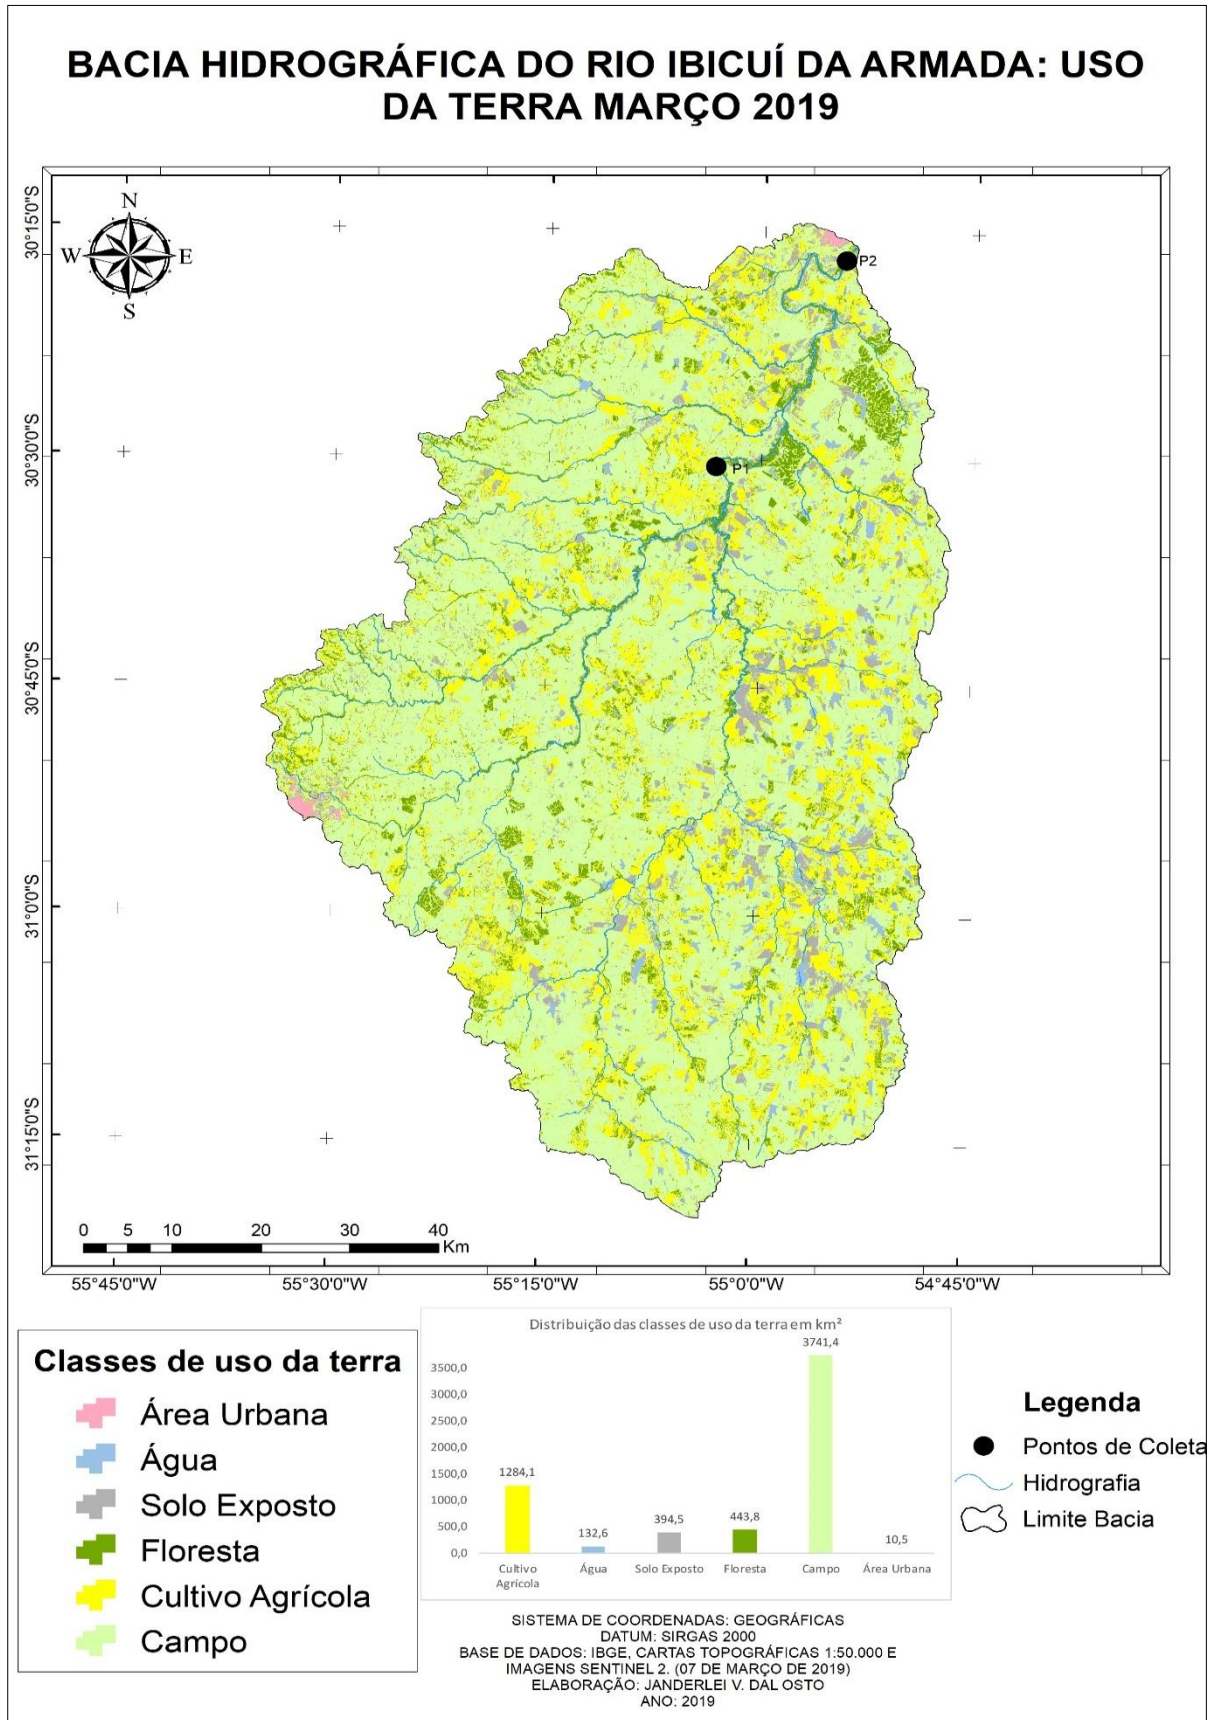 BACIA HIDROGRÁFICA DO RIO IBICUÍ DA ARMADA: USO
DA TERRA MARÇO 2019
N
W
E
S
30°15'0"S
30°30'0"S
30°45'0"S
31°0'0"S
31°15'0"S
P2
P1
0 5 10 20 30 40
Km
55°45'0"W 55°30'0"W 55°15'0"W 55°0'0"W 54°45'0"W
Classes de uso da terra
Área Urbana
Água
Solo Exposto
Floresta
Cultivo Agrícola
Campo
Distribuição das classes de uso da terra em km²
3500,0
3000,0
2500,0
2000,0
1500,0
1000,0
500,0
0,0
1284,1
132,6
394,5
443,8
3741,4
10,5
Cultivo
Agrícola
Água
Solo Exposto
Floresta
Campo
Área Urbana
Legenda
Pontos de Coleta
Hidrografia
Limite Bacia
SISTEMA DE COORDENADAS: GEOGRÁFICAS
DATUM: SIRGAS 2000
BASE DE DADOS: IBGE, CARTAS TOPOGRÁFICAS 1:50.000 E
IMAGENS SENTINEL 2. (07 DE MARÇO DE 2019)
ELABORAÇÃO: JANDERLEI V. DAL OSTO
ANO: 2019